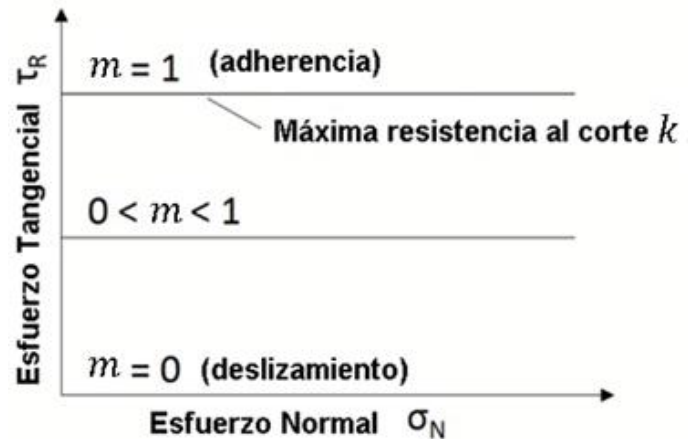 Esfuerzo Tangencial τR
m = 1 (adherencia)
Máxima resistencia al corte k
0 < m < 1
m = 0 (deslizamiento)
Esfuerzo Normal σN